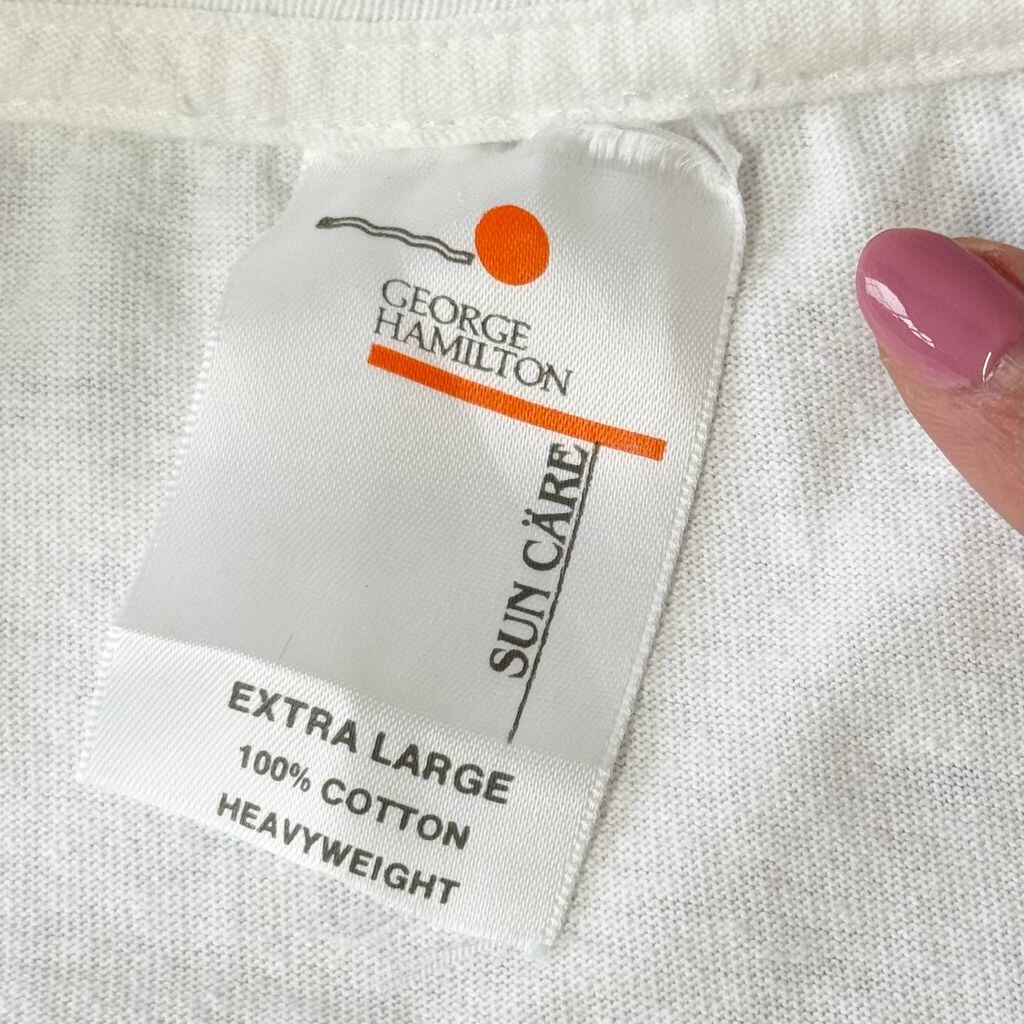 GEORGE
HAMILTON
SUN CÄRE
EXTRA LARGE
100% COTTON
HEAVYWEIGHT